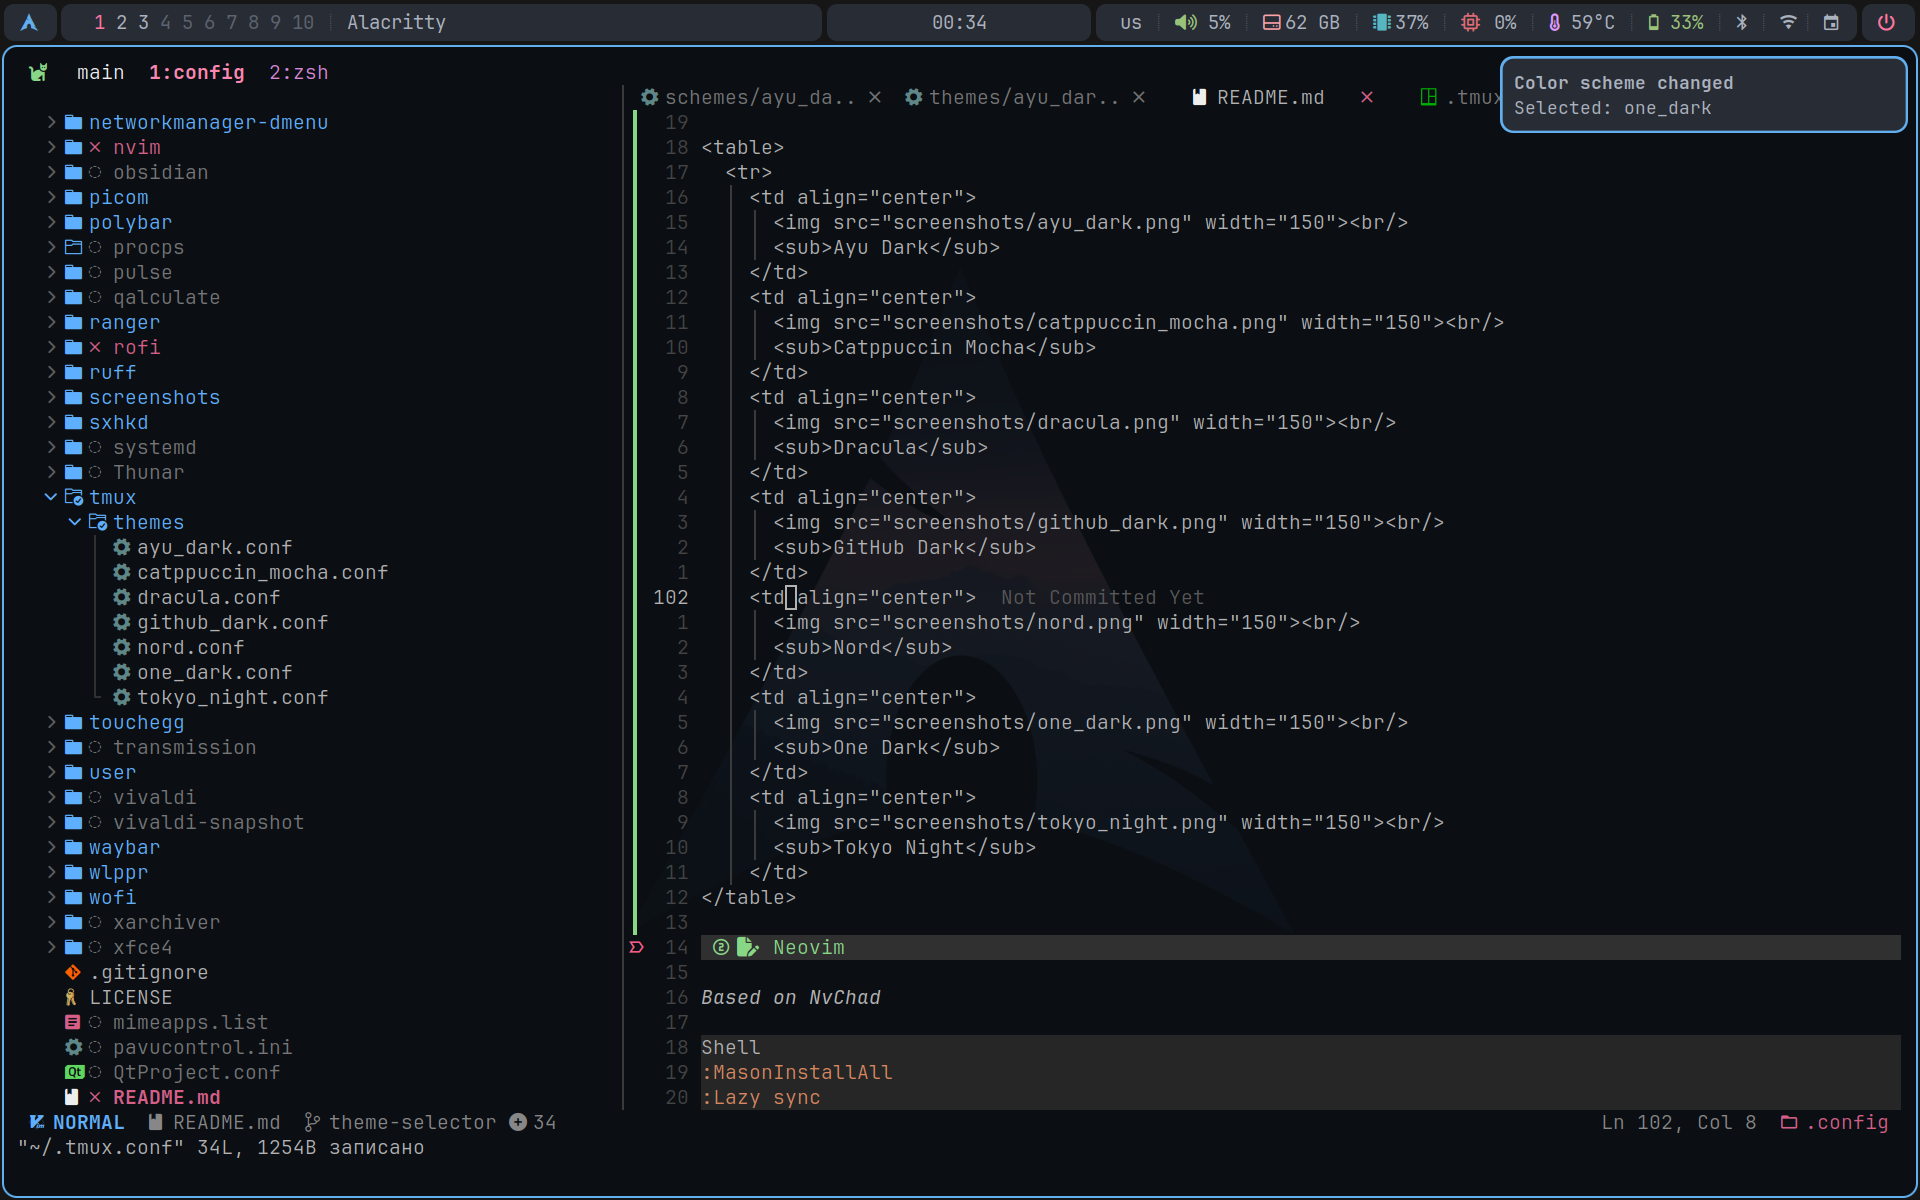 1 2 3 4 5 6 7 8 9 10 Alacritty
00:34
us 5% 62 GB 37% 0% 59°C 33%
main 1:config 2:zsh
Color scheme changed
Selected: one_dark
schemes/ayu_da.. themes/ayu_dar.. README.md .tmux
networkmanager-dmenu
nvim
obsidian
picom
polybar
procps
pulse
qalculate
ranger
rofi
ruff
screenshots
sxhkd
systemd
Thunar
tmux
themes
ayu_dark.conf
catppuccin_mocha.conf
dracula.conf
github_dark.conf
nord.conf
one_dark.conf
tokyo_night.conf
touchegg
transmission
user
vivaldi
vivaldi-snapshot
waybar
wlppr
wofi
xarchiver
xfce4
.gitignore
LICENSE
mimeapps.list
pavucontrol.ini
Qt QtProject.conf
README.md
19
18 <table>
17 <tr>
16 <td align="center">
15 <img src="screenshots/ayu_dark.png" width="150"><br/>
14 <sub>Ayu Dark</sub>
13 </td>
12 <td align="center">
11 <img src="screenshots/catppuccin_mocha.png" width="150"><br/>
10 <sub>Catppuccin Mocha</sub>
9 </td>
8 <td align="center">
7 <img src="screenshots/dracula.png" width="150"><br/>
6 <sub>Dracula</sub>
5 </td>
4 <td align="center">
3 <img src="screenshots/github_dark.png" width="150"><br/>
2 <sub>GitHub Dark</sub>
1 </td>
102 <td align="center"> Not Committed Yet
1 <img src="screenshots/nord.png" width="150"><br/>
2 <sub>Nord</sub>
3 </td>
4 <td align="center">
5 <img src="screenshots/one_dark.png" width="150"><br/>
6 <sub>One Dark</sub>
7 </td>
8 <td align="center">
9 <img src="screenshots/tokyo_night.png" width="150"><br/>
10 <sub>Tokyo Night</sub>
11 </td>
12 </table>
13
14 2 Neovim
15
16 Based on NvChad
17
18 Shell
19 :MasonInstallAll
20 :Lazy sync
NORMAL README.md theme-selector 34
Ln 102, Col 8 .config
"~/.tmux.conf" 34L, 1254B записано